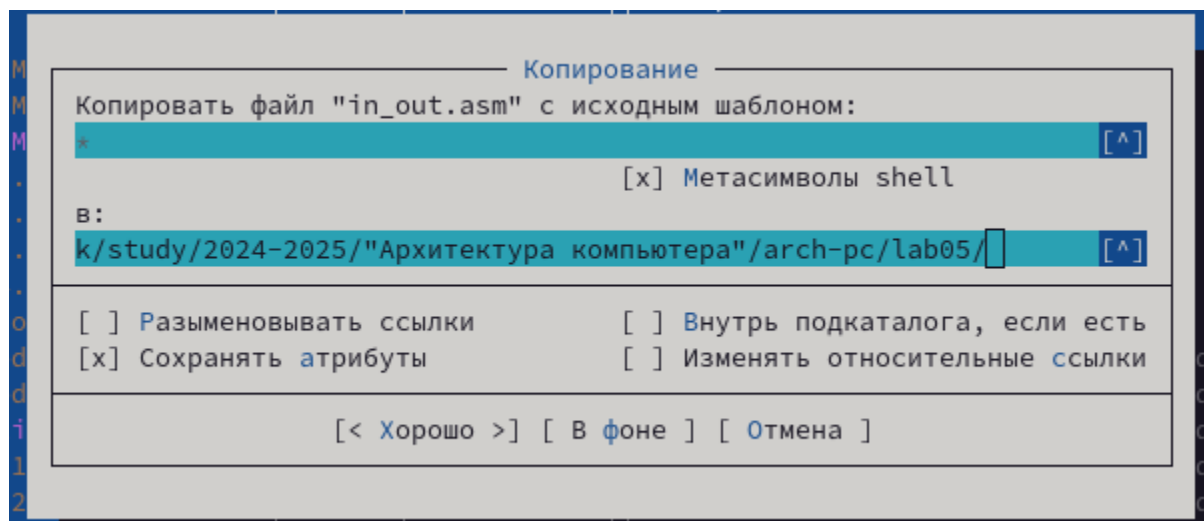 Копирование
Копировать файл "in_out.asm" с исходным шаблоном:
* [^]
[x] Метасимволы shell
в:
k/study/2024-2025/"Архитектура компьютера"/arch-pc/lab05/ [^]
[ ] Разыменовывать ссылки [ ] Внутрь подкаталога, если есть
[x] Сохранять атрибуты [ ] Изменять относительные ссылки
[< Хорошо >] [ В фоне ] [ Отмена ]